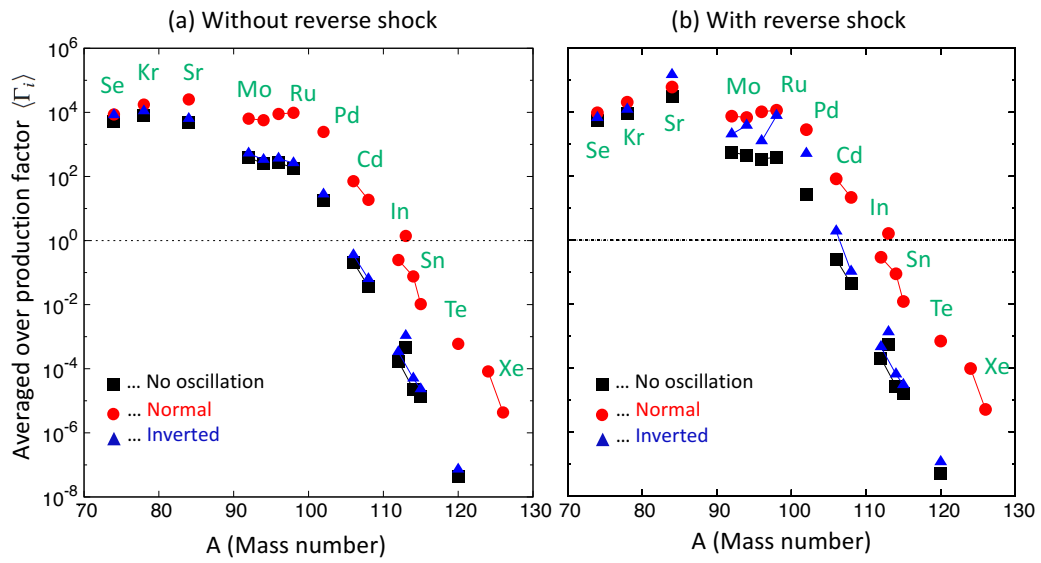 (a) Without reverse shock
(b) With reverse shock
Averaged over production factor ⟨Γi⟩
10^6
10^4
10^2
10^0
10^-2
10^-4
10^-6
10^-8
Se
Kr
Sr
Mo
Ru
Pd
Cd
In
Sn
Te
Xe
... No oscillation
... Normal
... Inverted
70 80 90 100 110 120 130
A (Mass number)
Se
Kr
Sr
Mo
Ru
Pd
Cd
In
Sn
Te
Xe
... No oscillation
... Normal
... Inverted
70 80 90 100 110 120 130
A (Mass number)